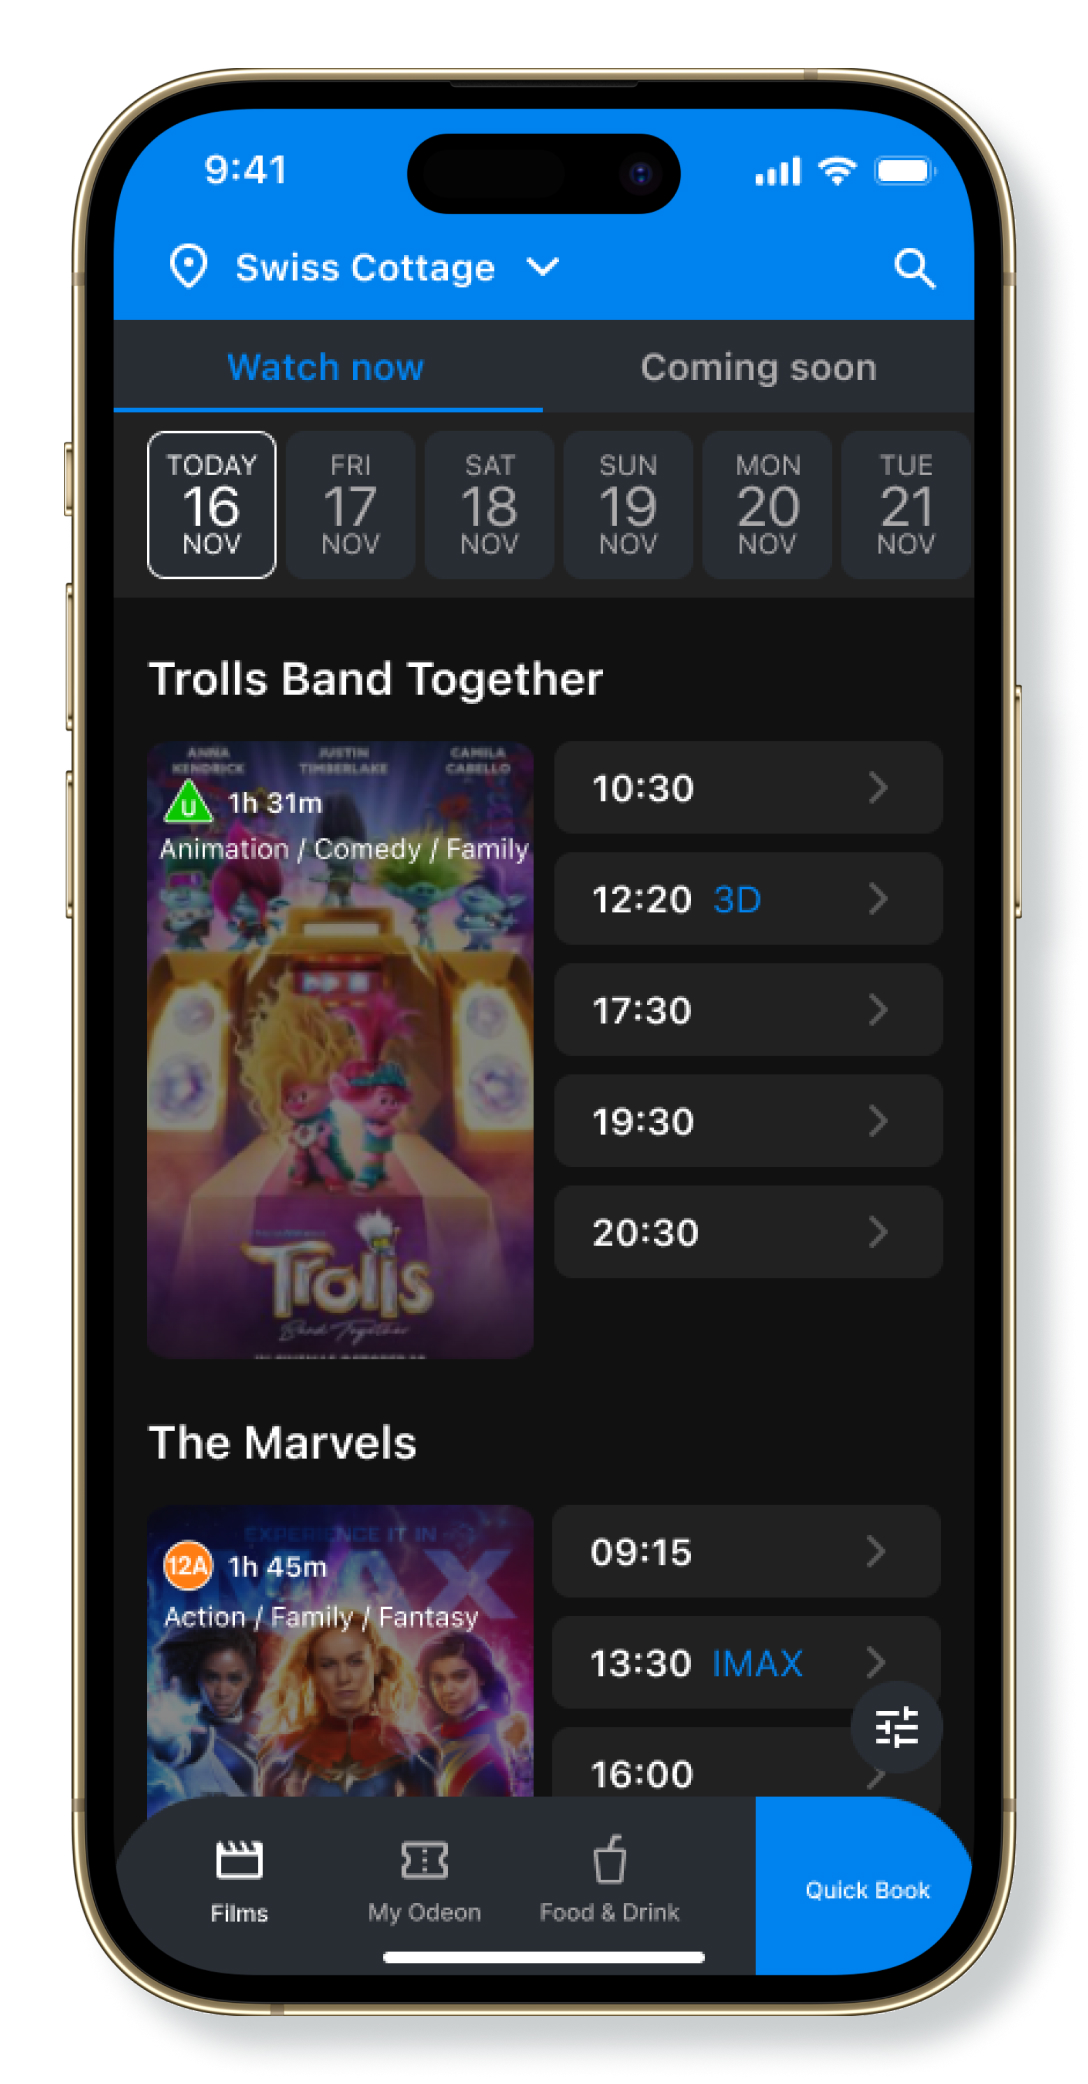 9:41
Swiss Cottage
Watch now
Coming soon
TODAY
16
NOV
FRI
17
NOV
SAT
18
NOV
SUN
19
NOV
MON
20
NOV
TUE
21
NOV
Trolls Band Together
ANNA KENDRICK
JUSTIN TIMBERLAKE
CAMILA CABELLO
U 1h 31m
Animation / Comedy / Family
Trolls
Band Together
10:30
12:20 3D
17:30
19:30
20:30
The Marvels
EXPERIENCE IT IN
IMAX
12A 1h 45m
Action / Family / Fantasy
09:15
13:30 IMAX
16:00
Films
My Odeon
Food & Drink
Quick Book